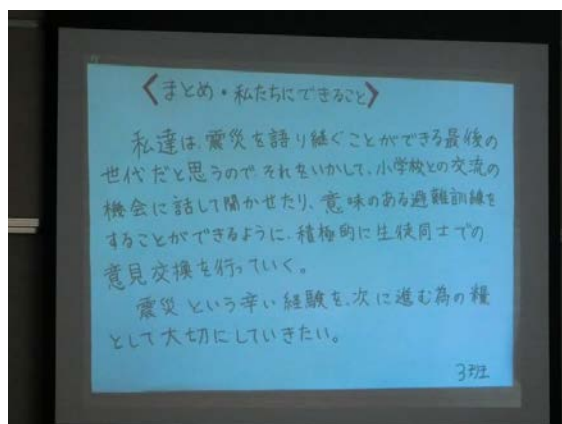 〈まとめ・私たちにできること〉
私達は、震災を語り継ぐことができる最後の
世代だと思うので、それをいかして、小学校との交流の
機会に話して聞かせたり、意味のある避難訓練を
することができるように、積極的に生徒同士での
意見交換を行っていく。
震災という辛い経験を、次に進む為の糧
として大切にしていきたい。
3班